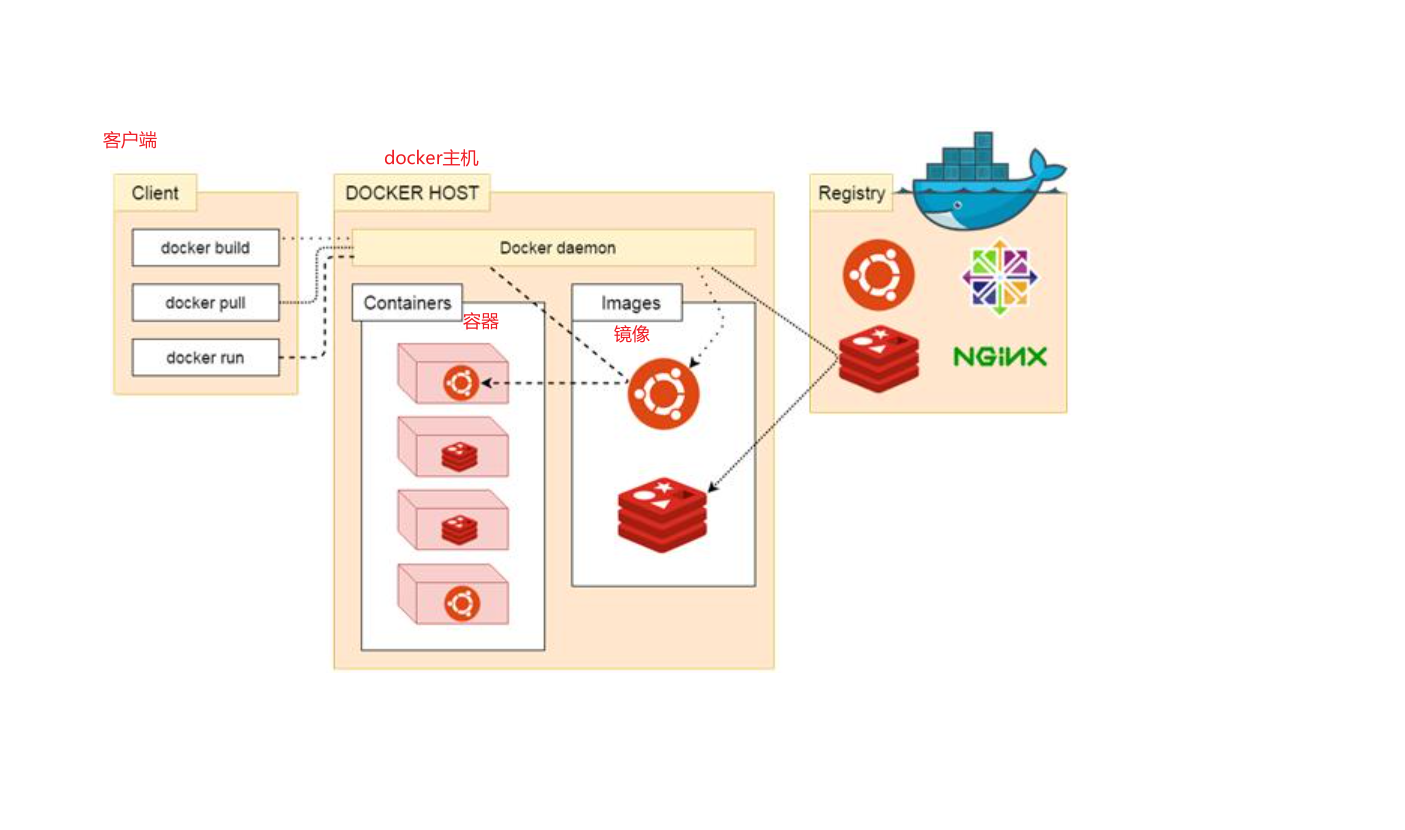 客户端
docker主机
Client
DOCKER HOST
Registry
docker build
Docker daemon
docker pull
Containers
Images
容器
镜像
docker run
NGiNX